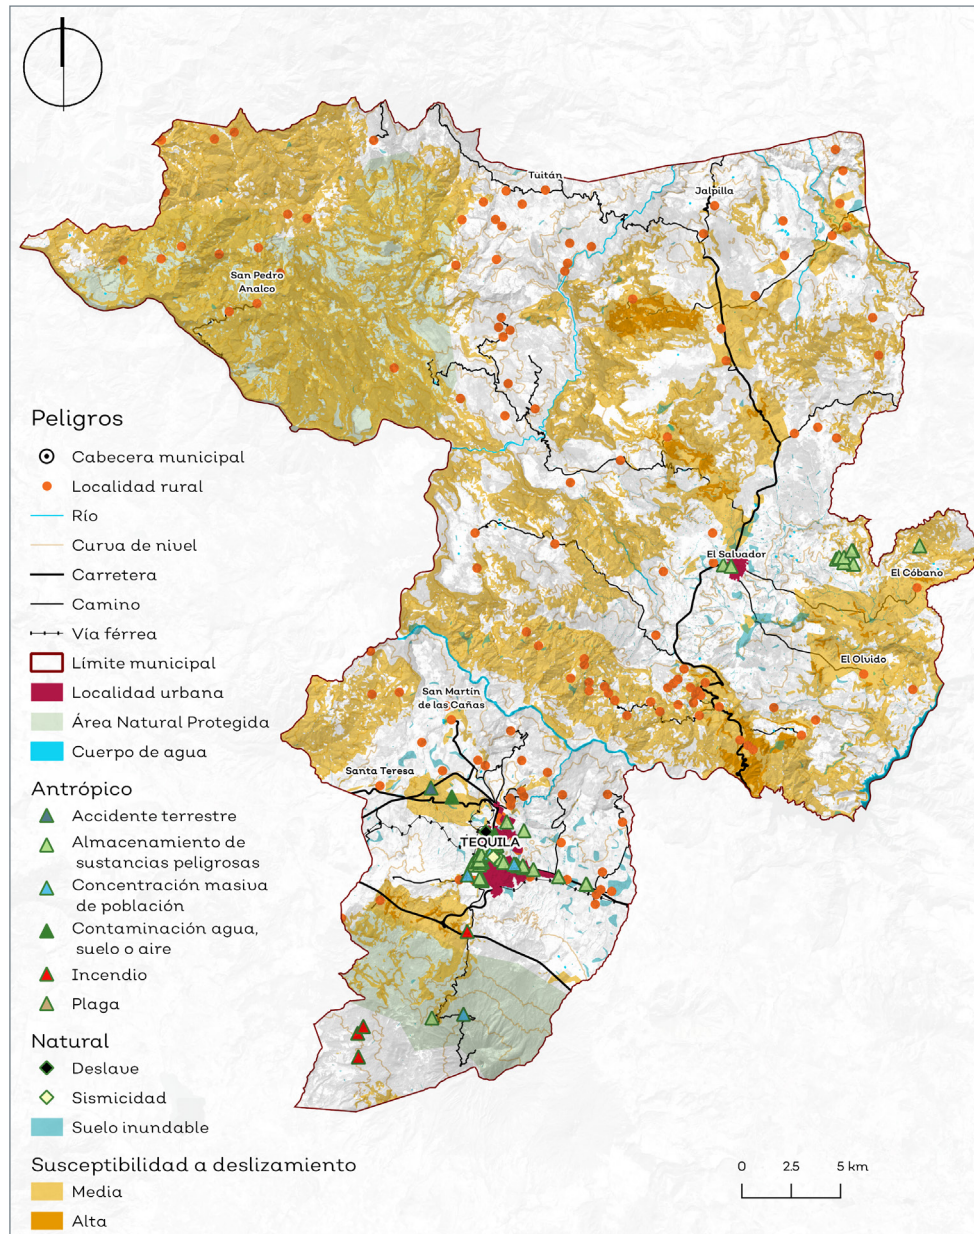 Tuitán
Jalpilla
San Pedro
Analco
El Salvador
El Cóbano
El Olvido
San Martín
de las Cañas
Santa Teresa
TEQUILA
Peligros
Cabecera municipal
Localidad rural
Río
Curva de nivel
Carretera
Camino
Vía férrea
Límite municipal
Localidad urbana
Área Natural Protegida
Cuerpo de agua
Antrópico
Accidente terrestre
Almacenamiento de
sustancias peligrosas
Concentración masiva
de población
Contaminación agua,
suelo o aire
Incendio
Plaga
Natural
Deslave
Sismicidad
Suelo inundable
Susceptibilidad a deslizamiento
Media
Alta
0 2.5 5 km